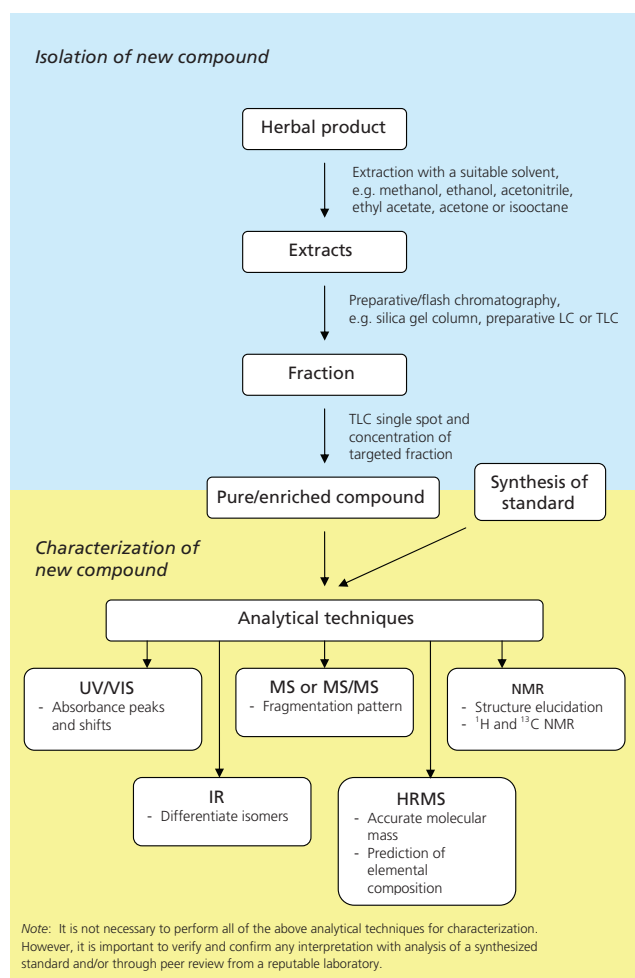 Isolation of new compound
Herbal product
Extraction with a suitable solvent,
e.g. methanol, ethanol, acetonitrile,
ethyl acetate, acetone or isooctane
Extracts
Preparative/flash chromatography,
e.g. silica gel column, preparative LC or TLC
Fraction
TLC single spot and
concentration of
targeted fraction
Pure/enriched compound
Synthesis of
standard
Characterization of
new compound
Analytical techniques
UV/VIS
- Absorbance peaks
and shifts
MS or MS/MS
- Fragmentation pattern
NMR
- Structure elucidation
- ¹H and ¹³C NMR
IR
- Differentiate isomers
HRMS
- Accurate molecular
mass
- Prediction of
elemental
composition
Note: It is not necessary to perform all of the above analytical techniques for characterization.
However, it is important to verify and confirm any interpretation with analysis of a synthesized
standard and/or through peer review from a reputable laboratory.